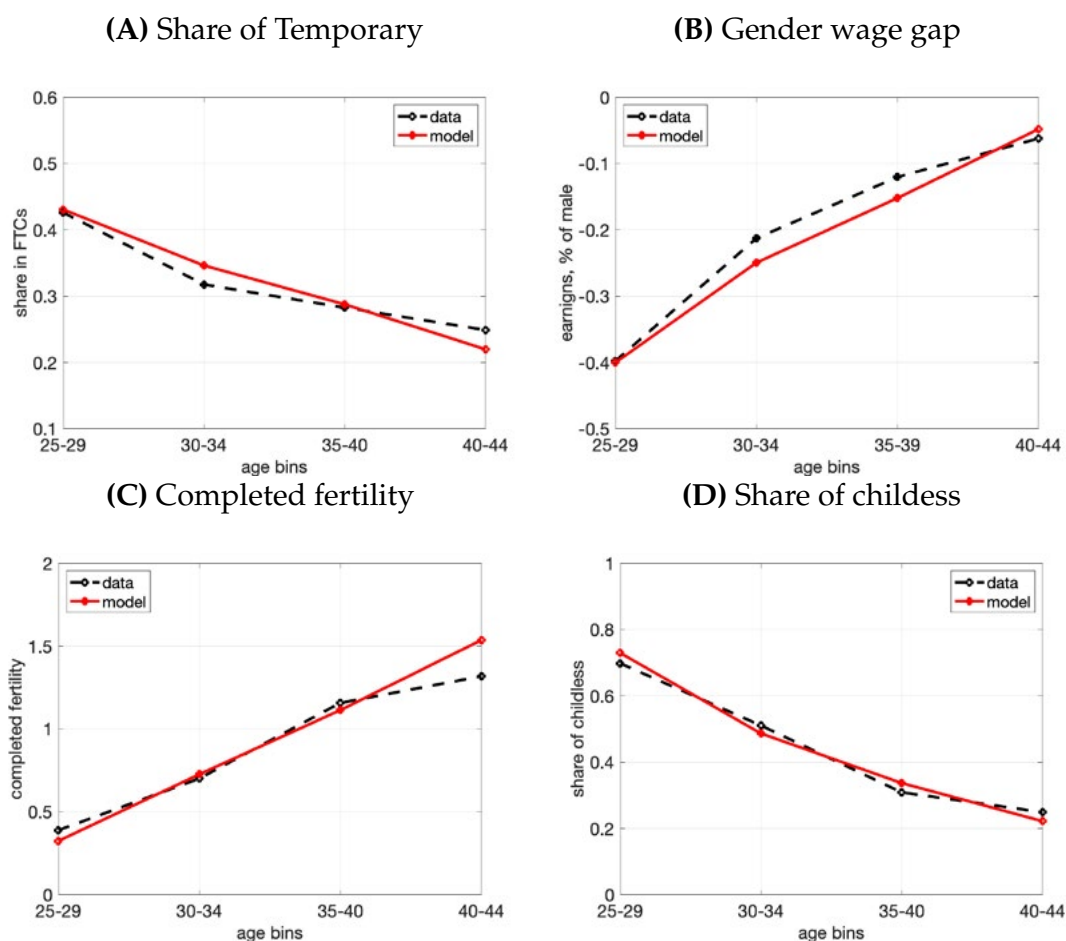 (A) Share of Temporary
0.6
0.5
0.4
0.3
0.2
0.1
share in FTCs
data
model
25-29
30-34
35-40
40-44
age bins
(B) Gender wage gap
0
-0.1
-0.2
-0.3
-0.4
-0.5
earnigns, % of male
data
model
25-29
30-34
35-39
40-44
age bins
(C) Completed fertility
2
1.5
1
0.5
0
completed fertility
data
model
25-29
30-34
35-40
40-44
age bins
(D) Share of childess
1
0.8
0.6
0.4
0.2
0
share of childless
data
model
25-29
30-34
35-40
40-44
age bins